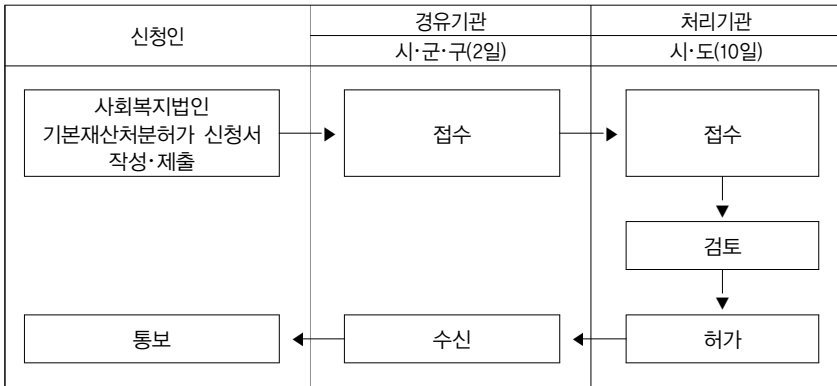 신청인
경유기관
처리기관
시·군·구(2일)
시·도(10일)
사회복지법인
기본재산처분허가 신청서
작성·제출
접수
접수
검토
통보
수신
허가